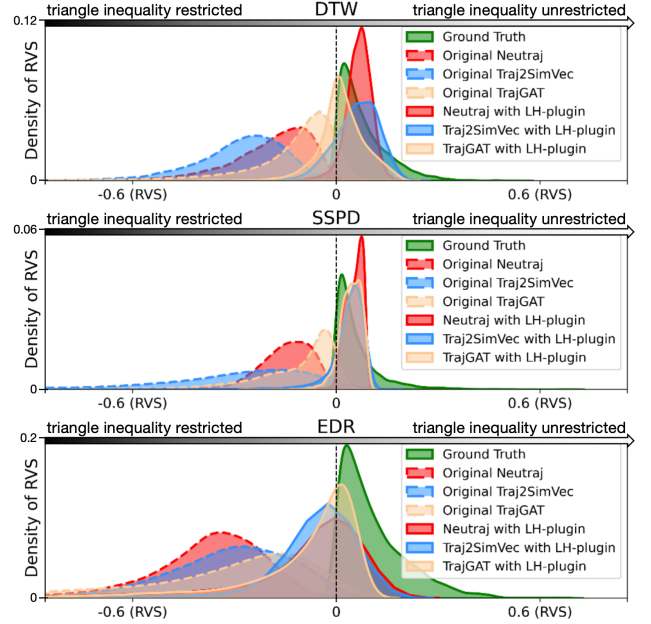 DTW
triangle inequality restricted triangle inequality unrestricted
0.12
Density of RVS
Ground Truth
Original Neutraj
Original Traj2SimVec
Original TrajGAT
Neutraj with LH-plugin
Traj2SimVec with LH-plugin
TrajGAT with LH-plugin
0
-0.6 (RVS) 0 0.6 (RVS)
triangle inequality restricted SSPD triangle inequality unrestricted
0.06
Density of RVS
Ground Truth
Original Neutraj
Original Traj2SimVec
Original TrajGAT
Neutraj with LH-plugin
Traj2SimVec with LH-plugin
TrajGAT with LH-plugin
0
-0.6 (RVS) 0 0.6 (RVS)
triangle inequality restricted EDR triangle inequality unrestricted
0.2
Density of RVS
Ground Truth
Original Neutraj
Original Traj2SimVec
Original TrajGAT
Neutraj with LH-plugin
Traj2SimVec with LH-plugin
TrajGAT with LH-plugin
0
-0.6 (RVS) 0 0.6 (RVS)